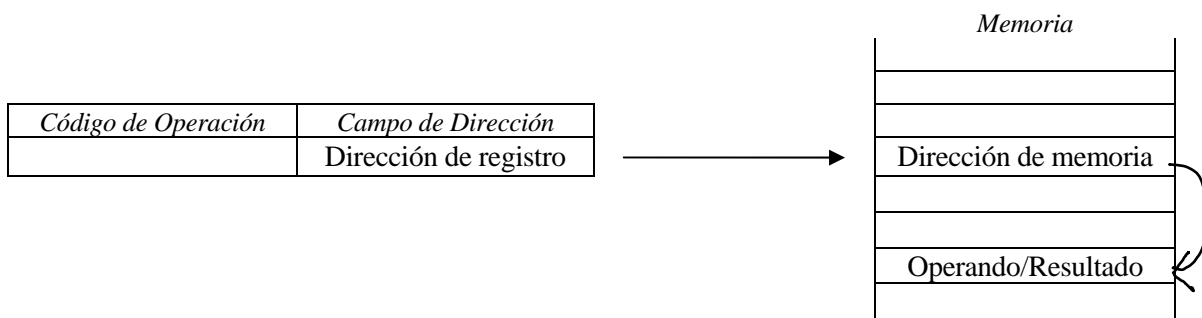 Memoria
Código de Operación Campo de Dirección
Dirección de registro
Dirección de memoria
Operando/Resultado